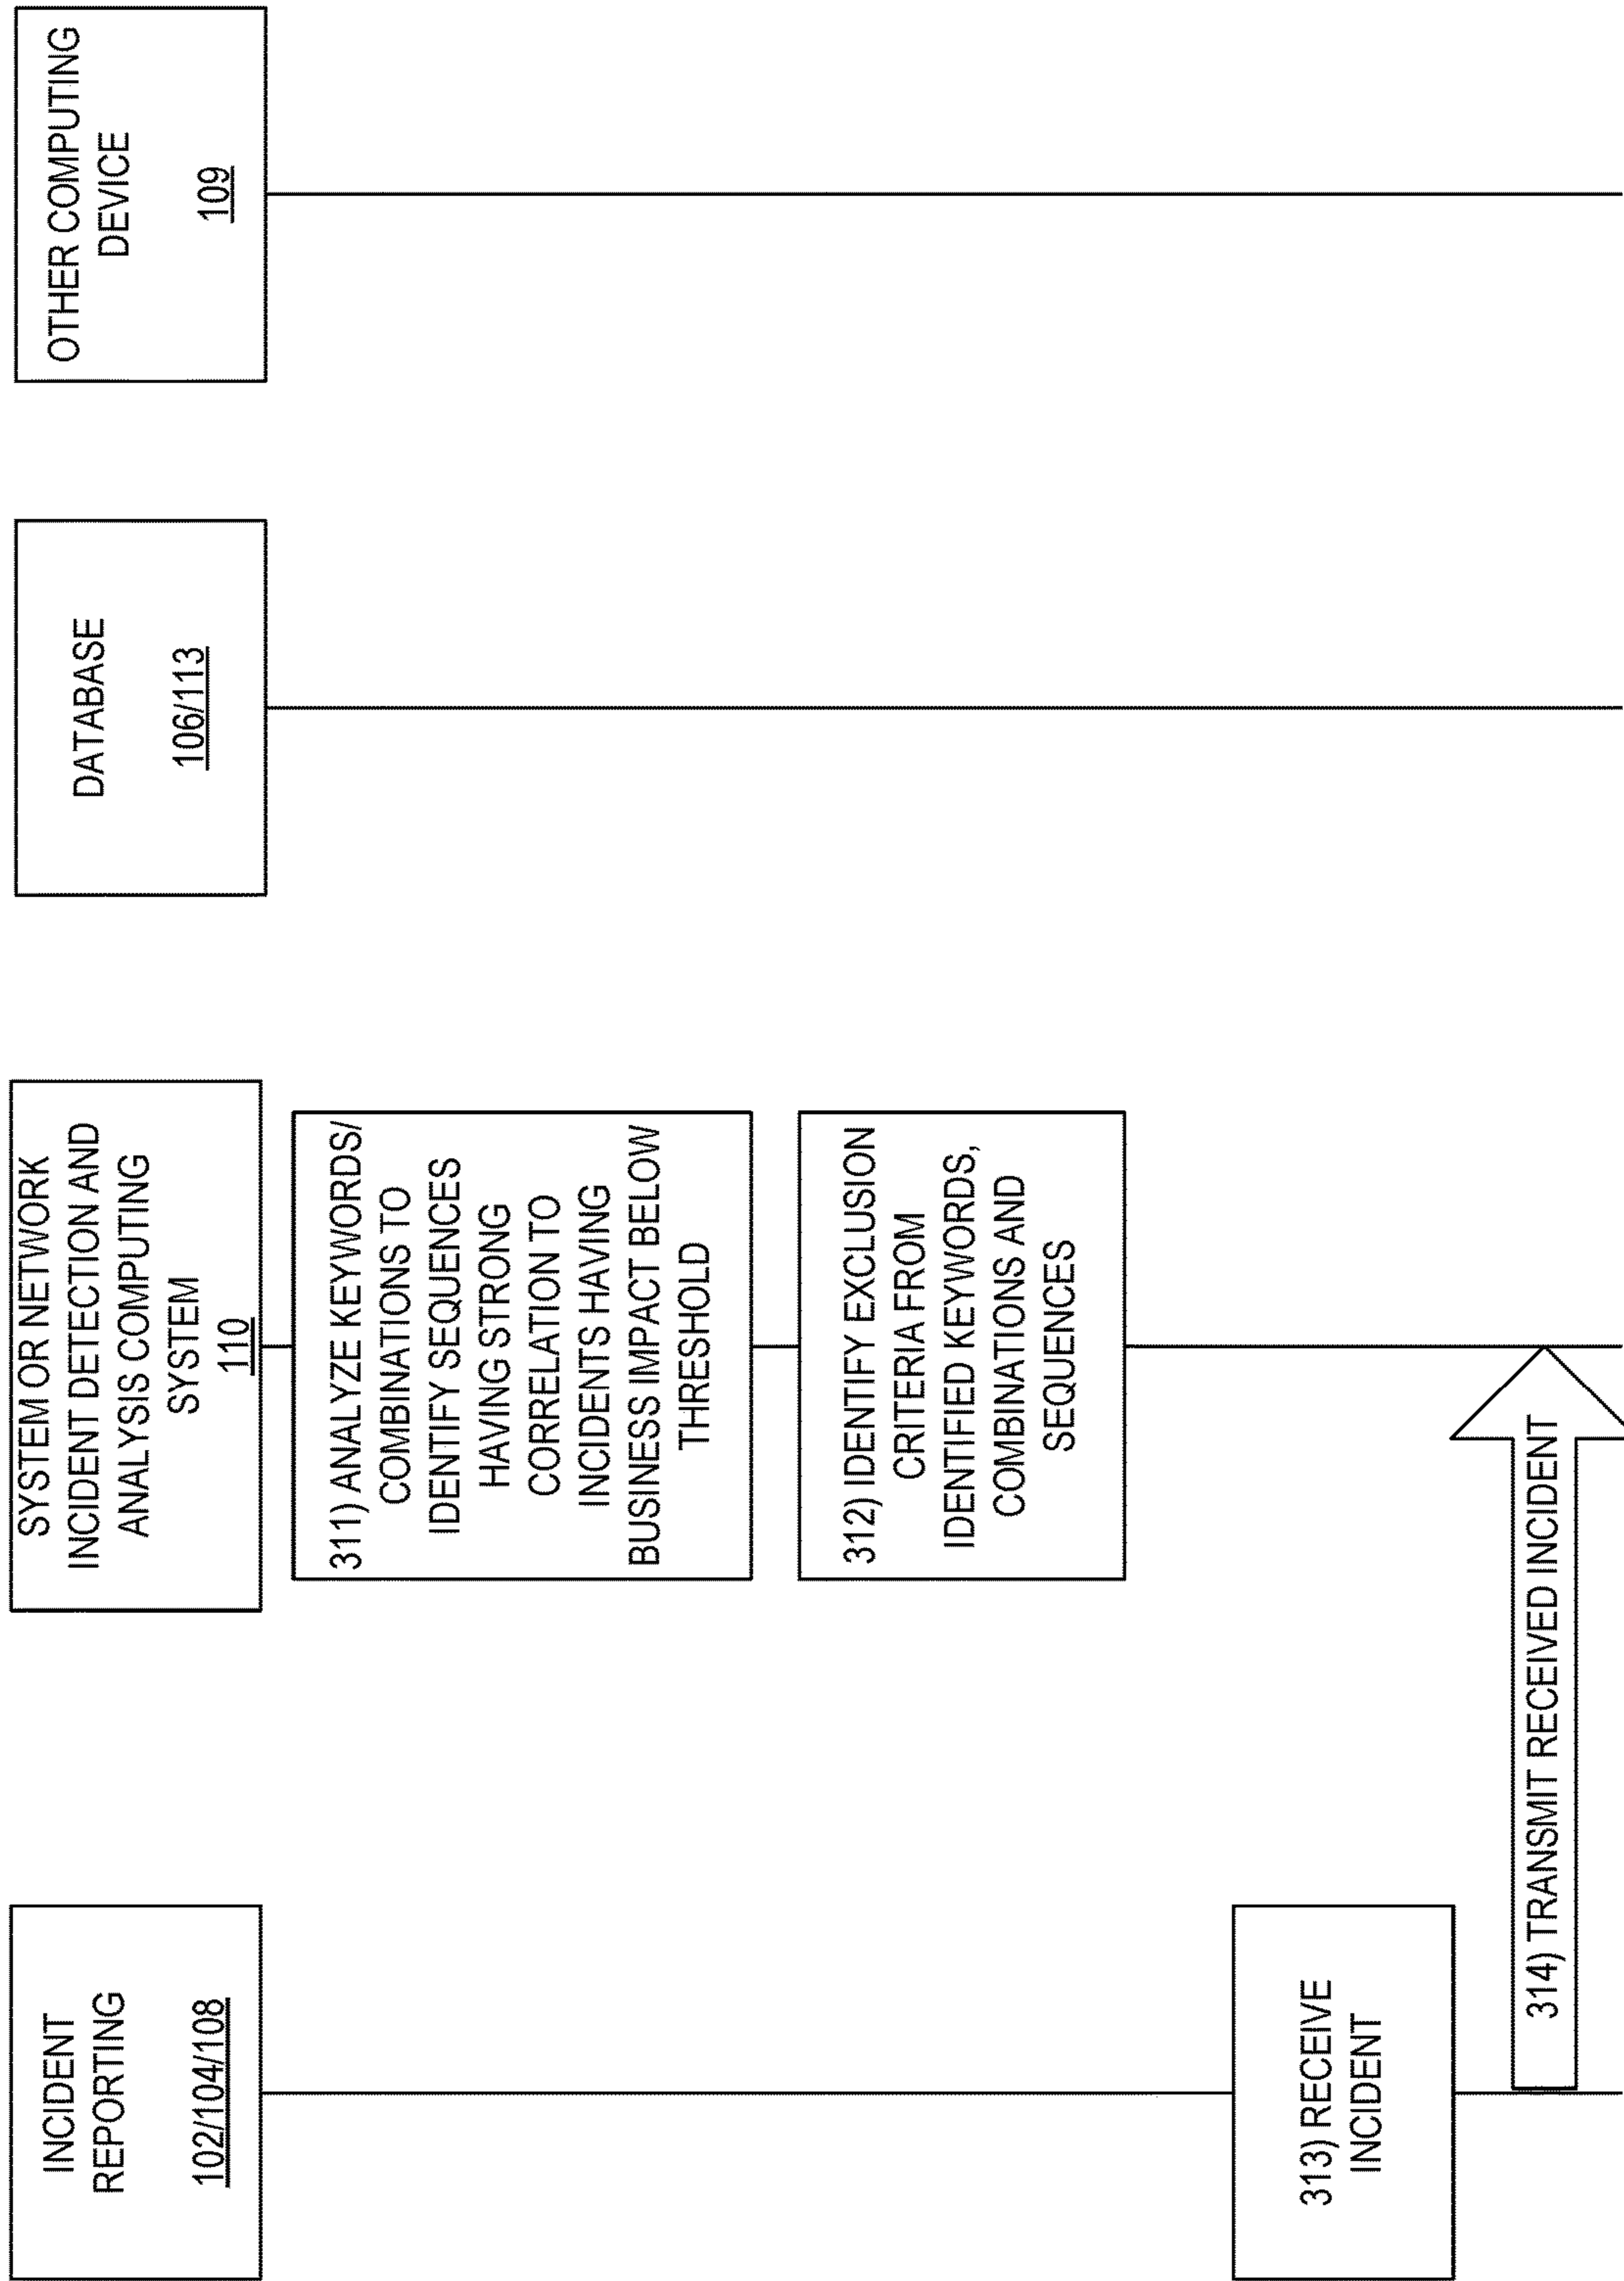 INCIDENT
REPORTING
102/104/108
SYSTEM OR NETWORK
INCIDENT DETECTION AND
ANALYSIS COMPUTING
SYSTEM
110
DATABASE
106/113
OTHER COMPUTING
DEVICE
109
311) ANALYZE KEYWORDS/
COMBINATIONS TO
IDENTIFY SEQUENCES
HAVING STRONG
CORRELATION TO
INCIDENTS HAVING
BUSINESS IMPACT BELOW
THRESHOLD
312) IDENTIFY EXCLUSION
CRITERIA FROM
IDENTIFIED KEYWORDS,
COMBINATIONS AND
SEQUENCES
313) RECEIVE
INCIDENT
314) TRANSMIT RECEIVED INCIDENT